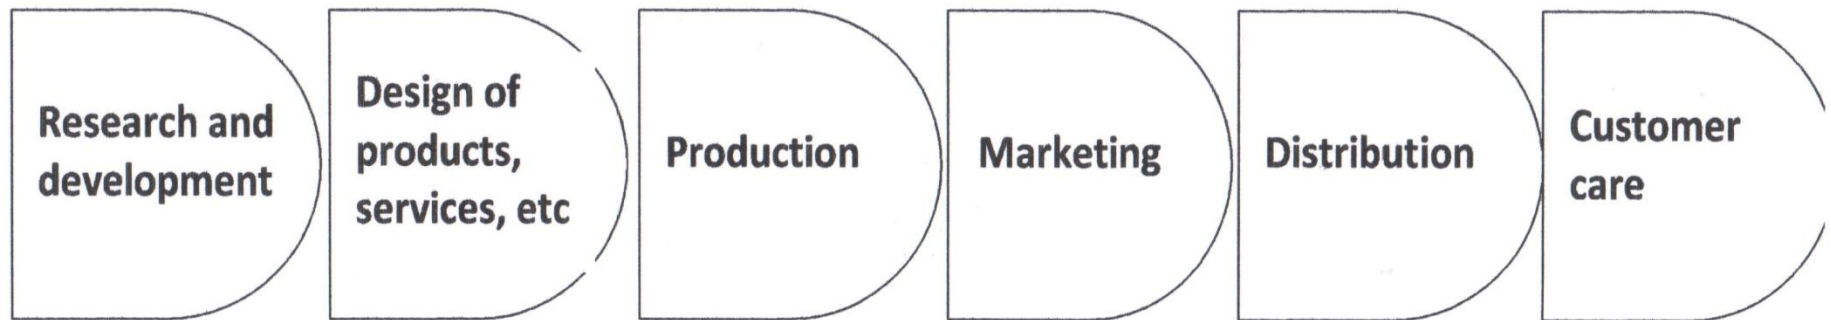 Research and
development
Design of
products,
services, etc
Production
Marketing
Distribution
Customer
care